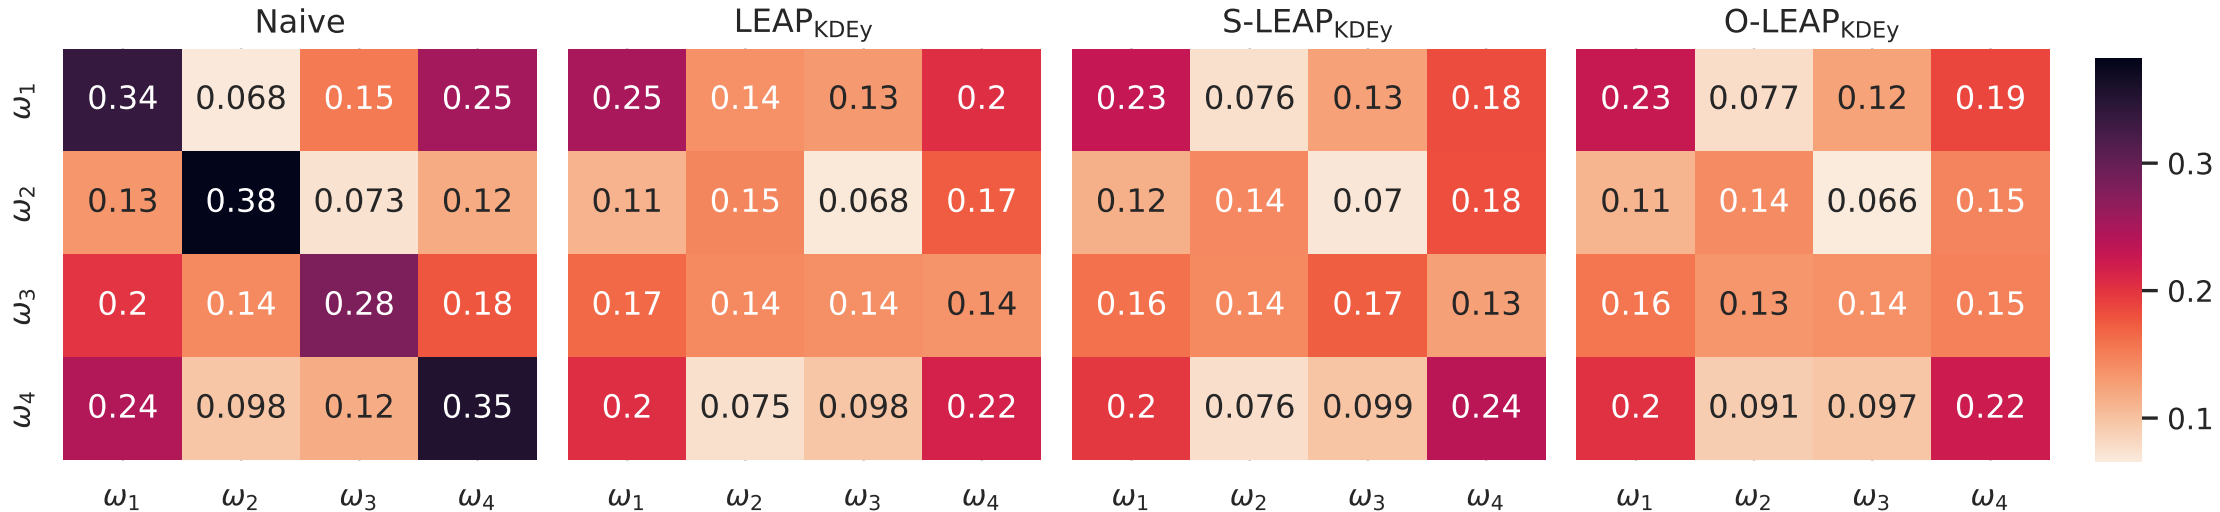 Naive LEAP_KDEy S-LEAP_KDEy O-LEAP_KDEy
ω₁ 0.34 0.068 0.15 0.25 0.25 0.14 0.13 0.2 0.23 0.076 0.13 0.18 0.23 0.077 0.12 0.19
0.3
ω₂ 0.13 0.38 0.073 0.12 0.11 0.15 0.068 0.17 0.12 0.14 0.07 0.18 0.11 0.14 0.066 0.15
0.2
ω₃ 0.2 0.14 0.28 0.18 0.17 0.14 0.14 0.14 0.16 0.14 0.17 0.13 0.16 0.13 0.14 0.15
ω₄ 0.24 0.098 0.12 0.35 0.2 0.075 0.098 0.22 0.2 0.076 0.099 0.24 0.2 0.091 0.097 0.22
0.1
ω₁ ω₂ ω₃ ω₄ ω₁ ω₂ ω₃ ω₄ ω₁ ω₂ ω₃ ω₄ ω₁ ω₂ ω₃ ω₄